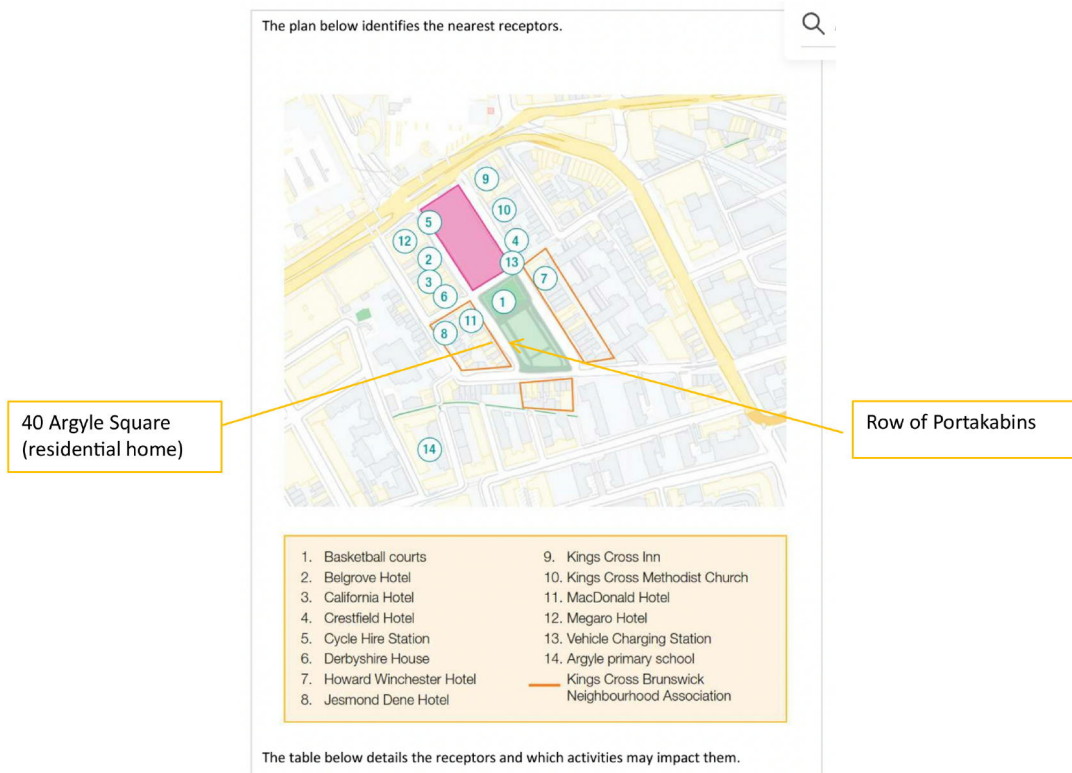 The plan below identifies the nearest receptors.
9
5
10
12
4
2
13
3
7
6
1
11
8
40 Argyle Square
(residential home)
Row of Portakabins
14
1. Basketball courts
2. Belgrove Hotel
3. California Hotel
4. Crestfield Hotel
5. Cycle Hire Station
6. Derbyshire House
7. Howard Winchester Hotel
8. Jesmond Dene Hotel
9. Kings Cross Inn
10. Kings Cross Methodist Church
11. MacDonald Hotel
12. Megaro Hotel
13. Vehicle Charging Station
14. Argyle primary school
Kings Cross Brunswick
Neighbourhood Association
The table below details the receptors and which activities may impact them.